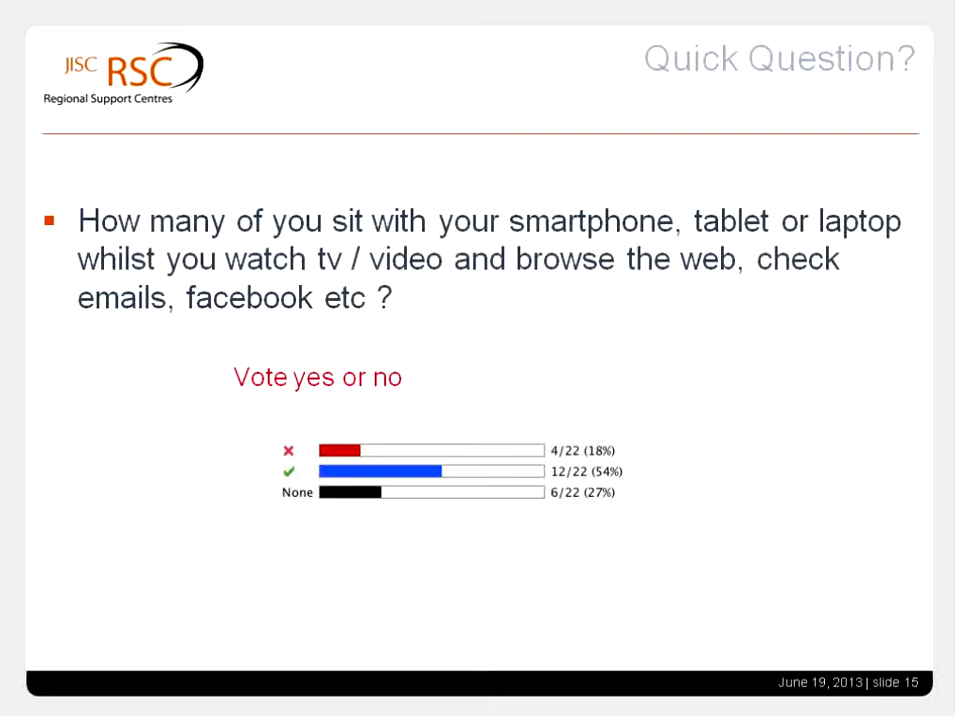 JISC RSC
Regional Support Centres
Quick Question?
How many of you sit with your smartphone, tablet or laptop
whilst you watch tv / video and browse the web, check
emails, facebook etc ?
Vote yes or no
4/22 (18%)
12/22 (54%)
None 6/22 (27%)
June 19, 2013 | slide 15